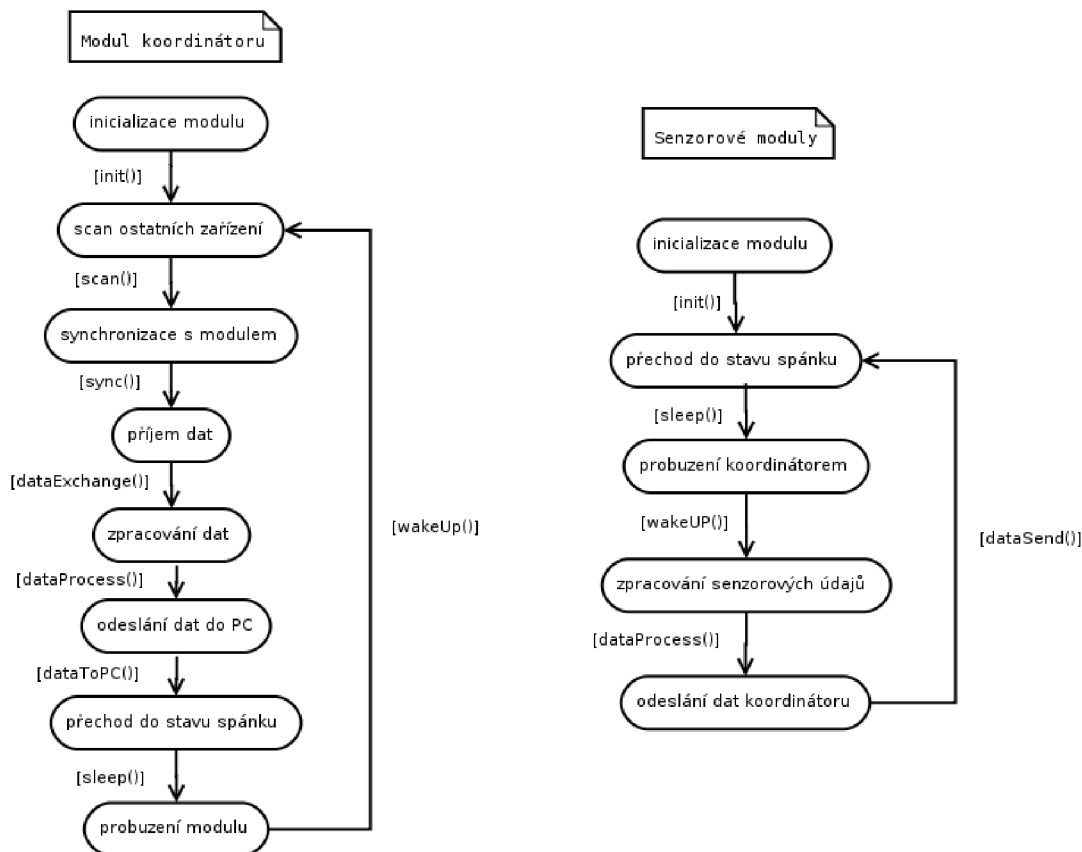 Modul koordinátoru
inicializace modulu
[init()]
scan ostatních zařízení
[scan()]
synchronizace s modulem
[sync()]
příjem dat
[dataExchange()]
zpracování dat
[dataProcess()]
odeslání dat do PC
[dataToPC()]
přechod do stavu spánku
[sleep()]
probuzení modulu
[wakeUp()]
Senzorové moduly
inicializace modulu
[init()]
přechod do stavu spánku
[sleep()]
probuzení koordinátorem
[wakeUP()]
zpracování senzorových údajů
[dataProcess()]
odeslání dat koordinátoru
[dataSend()]